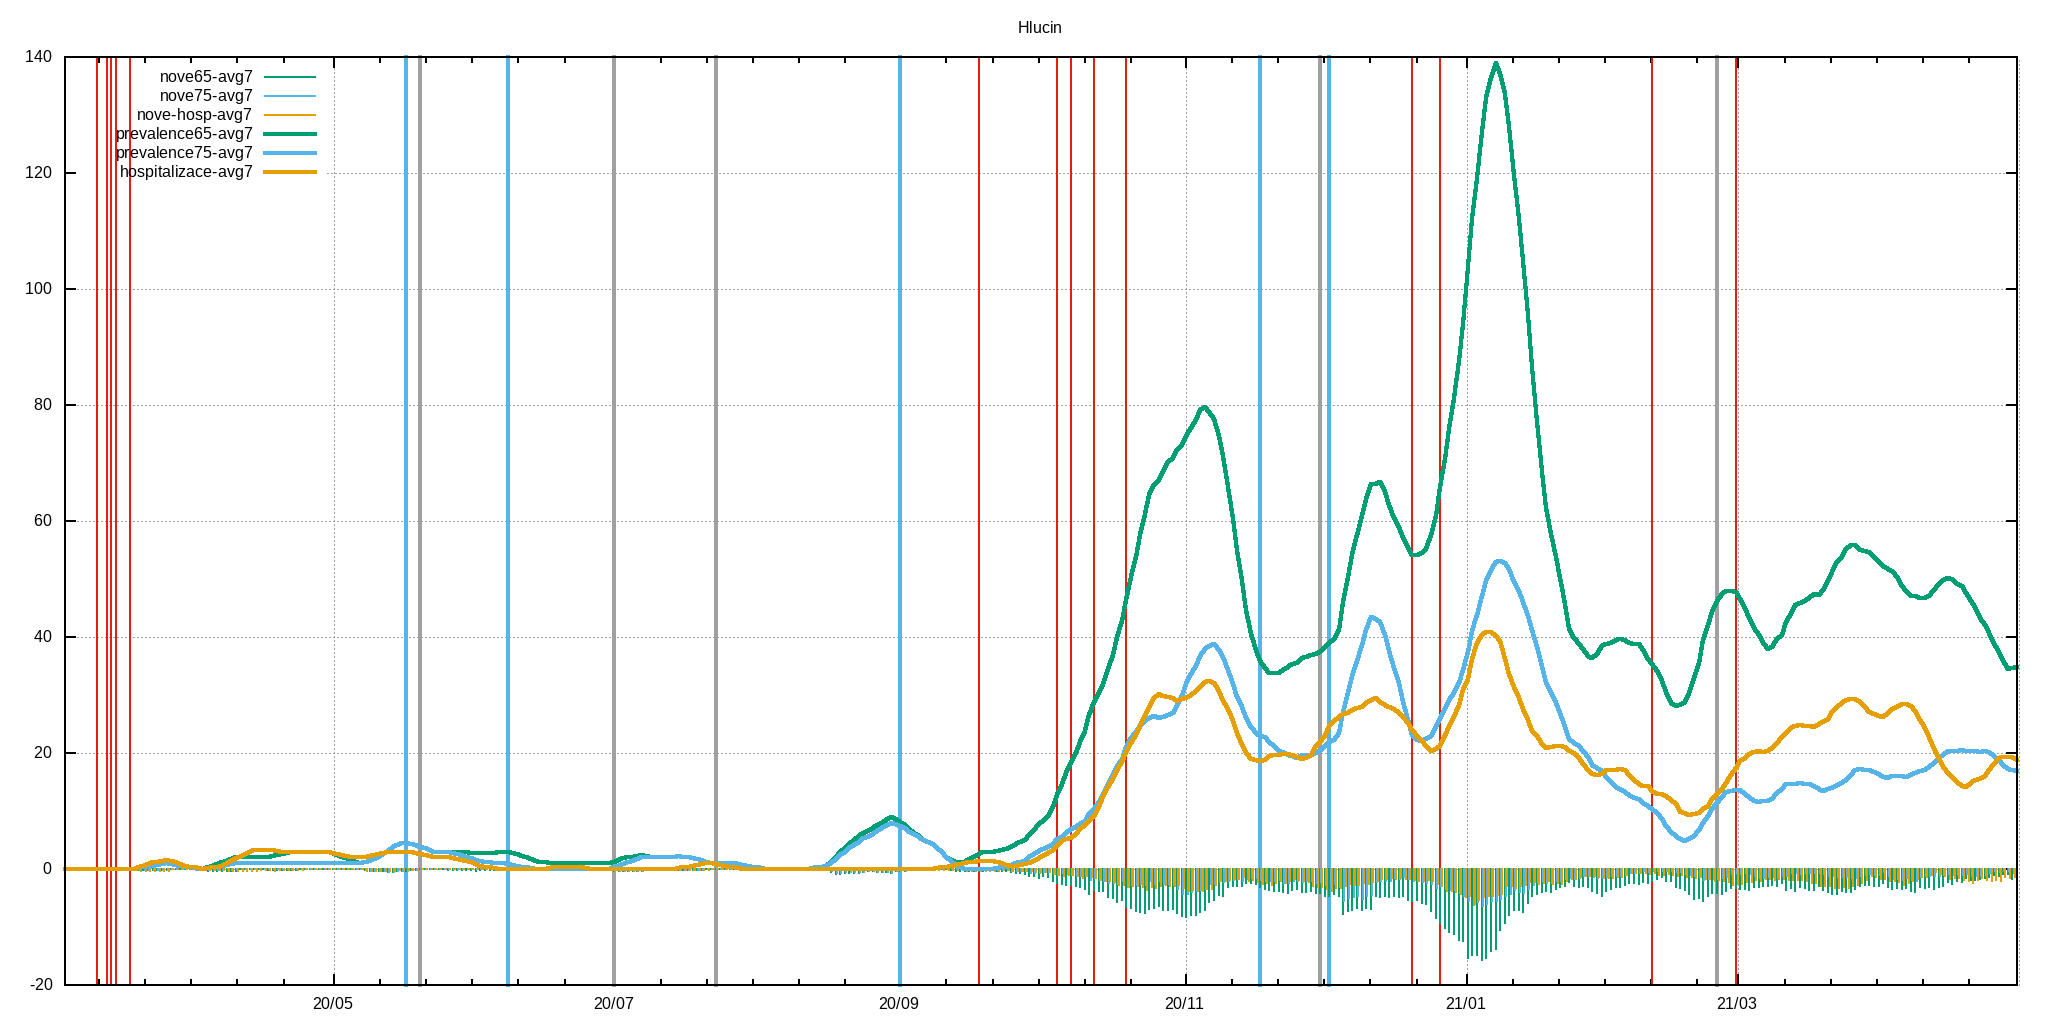 Hlucin
140
nove65-avg7
nove75-avg7
nove-hosp-avg7
prevalence65-avg7
prevalence75-avg7
hospitalizace-avg7
120
100
80
60
40
20
0
-20
20/05 20/07 20/09 20/11 21/01 21/03